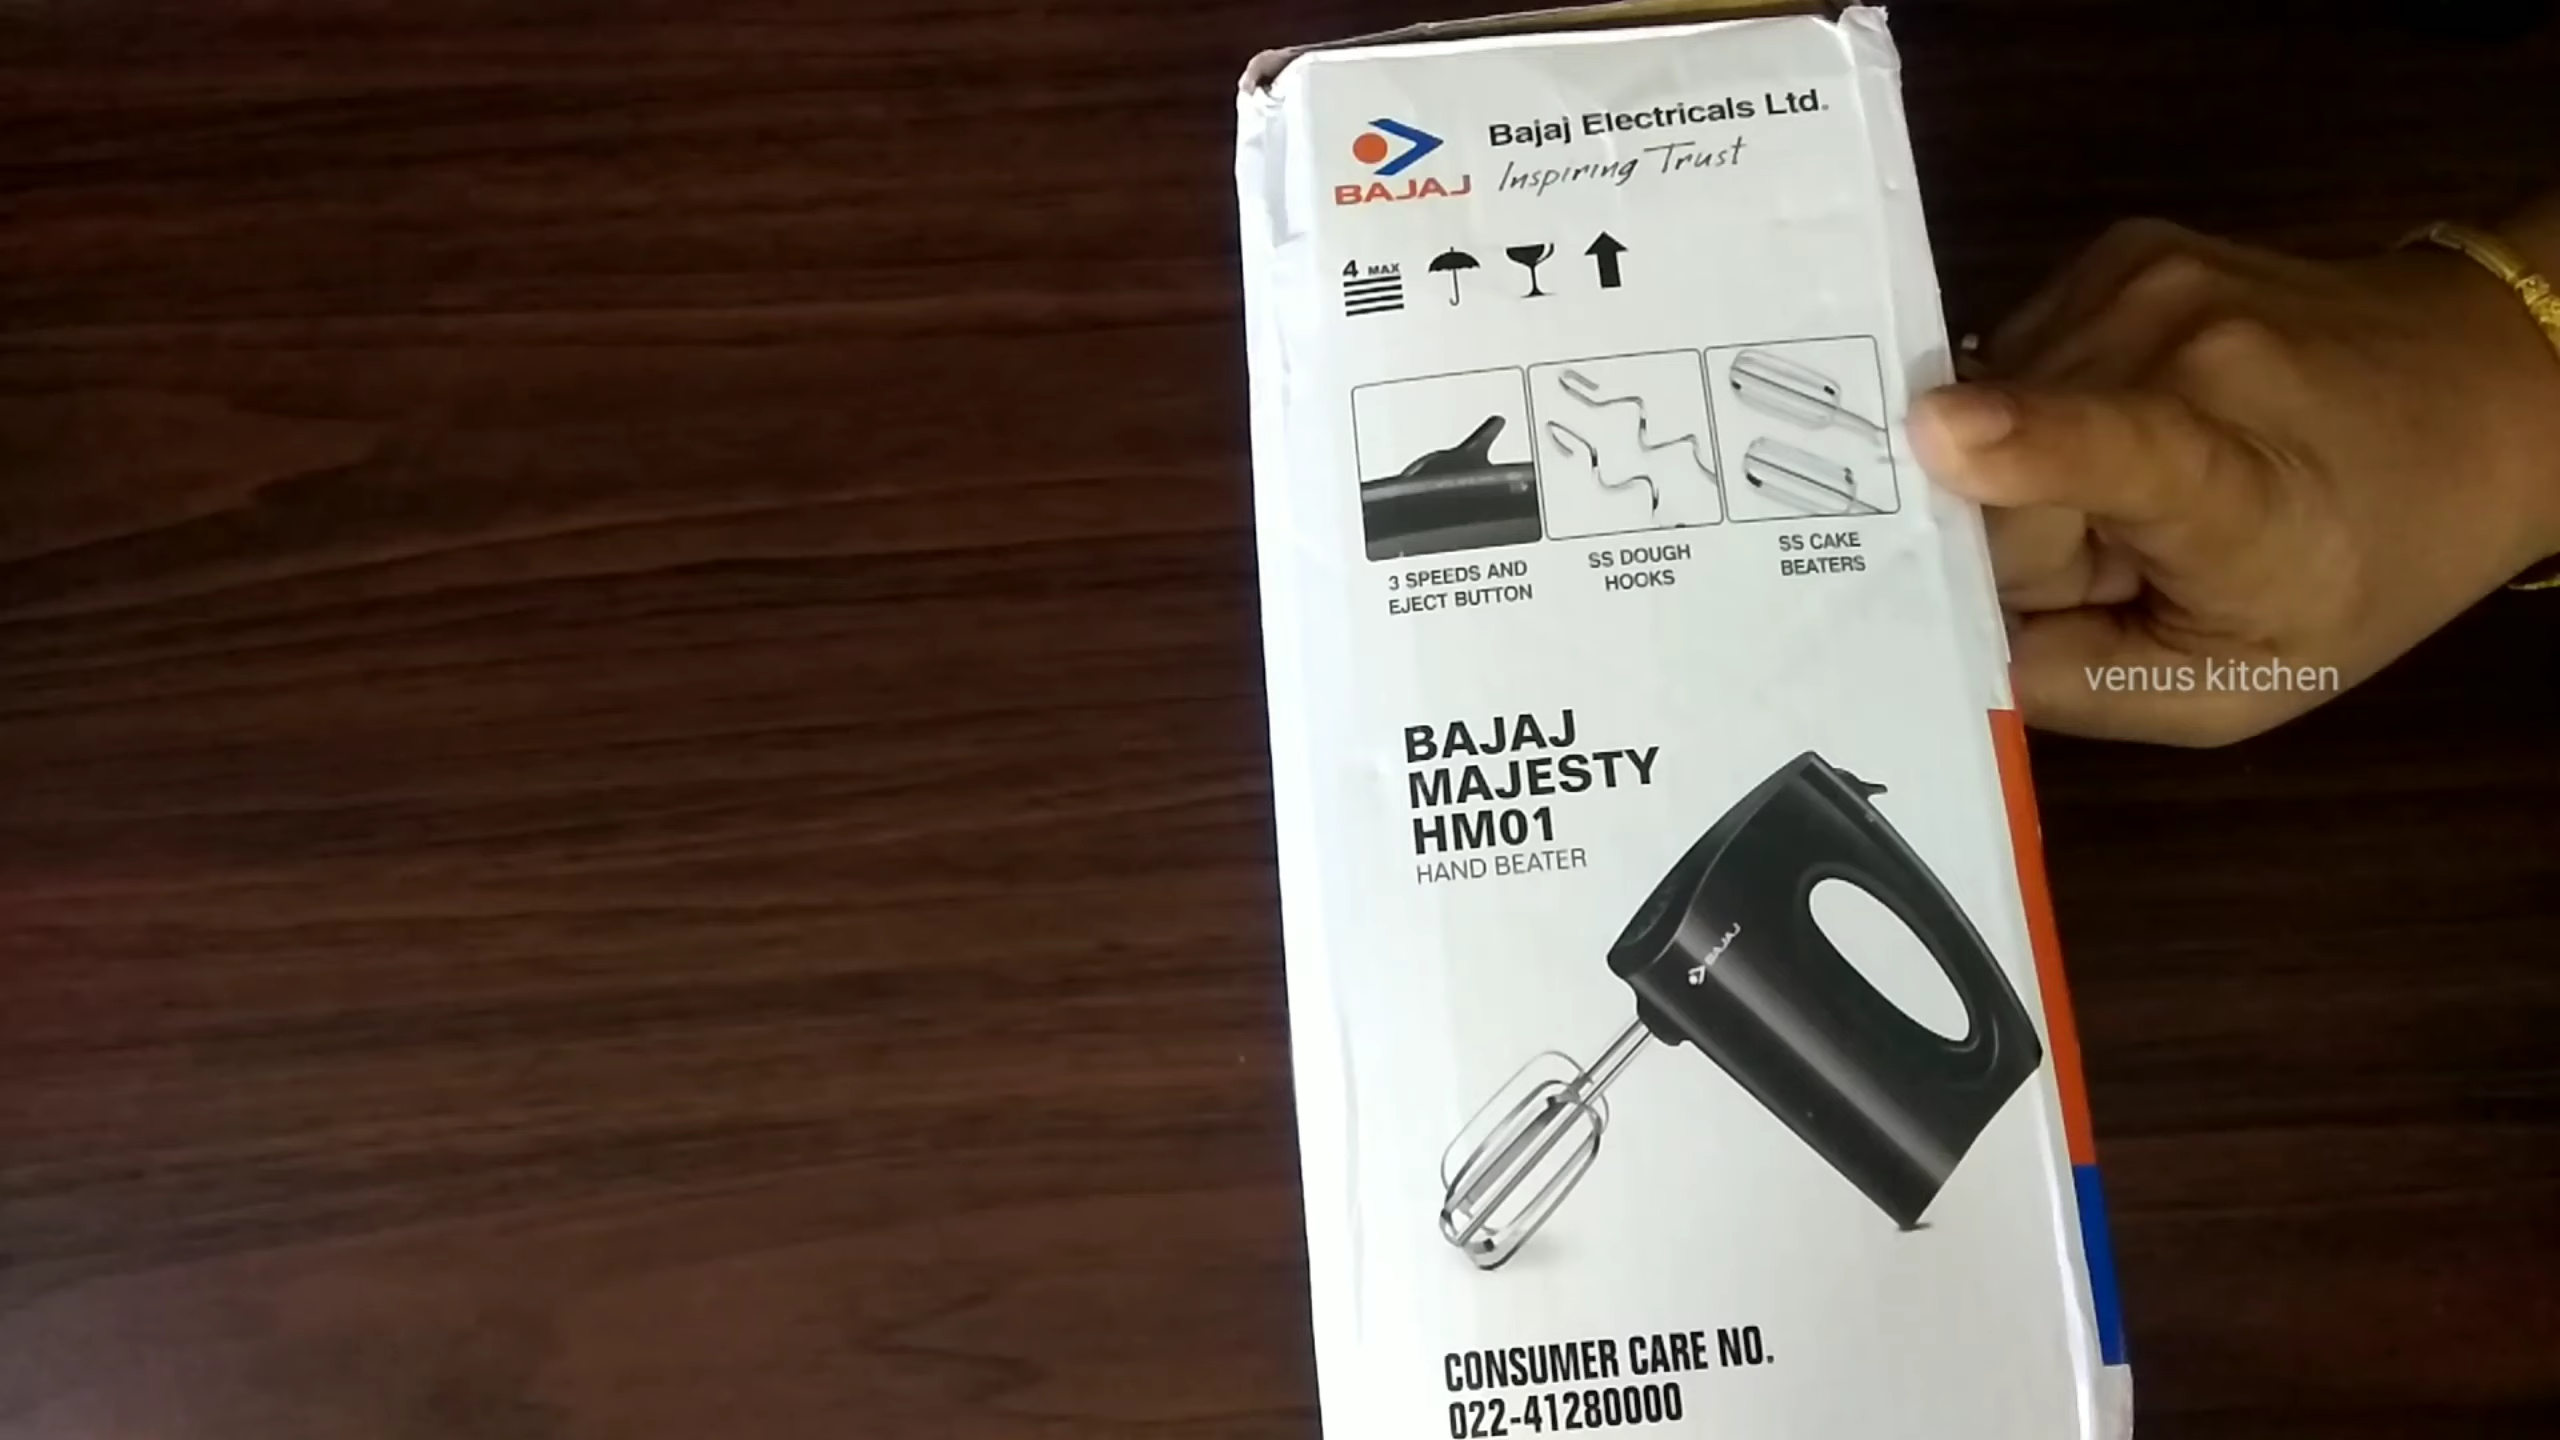 BAJAJ
Bajaj Electricals Ltd.
Inspiring Trust
4 MAX
3 SPEEDS AND
EJECT BUTTON
SS DOUGH
HOOKS
SS CAKE
BEATERS
venus kitchen
BAJAJ
MAJESTY
HM01
HAND BEATER
BAJAJ
CONSUMER CARE NO.
022-41280000